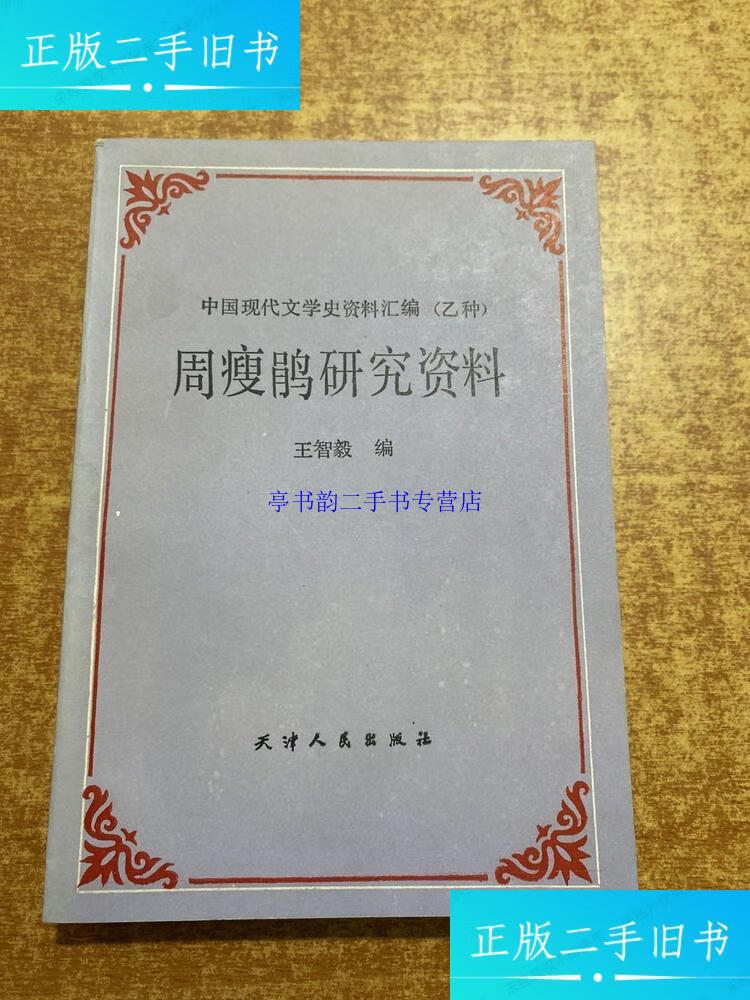 正版二手旧书
中国现代文学史资料汇编（乙种）
周瘦鹃研究资料
王智毅 编
亭书韵二手书专营店
天津人民出版社
正版二手旧书